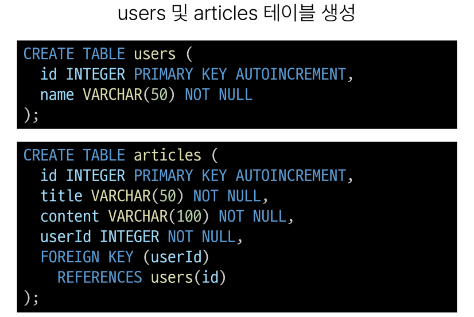 users 및 articles 테이블 생성
CREATE TABLE users (
id INTEGER PRIMARY KEY AUTOINCREMENT,
name VARCHAR(50) NOT NULL
);
CREATE TABLE articles (
id INTEGER PRIMARY KEY AUTOINCREMENT,
title VARCHAR(50) NOT NULL,
content VARCHAR(100) NOT NULL,
userId INTEGER NOT NULL,
FOREIGN KEY (userId)
REFERENCES users(id)
);